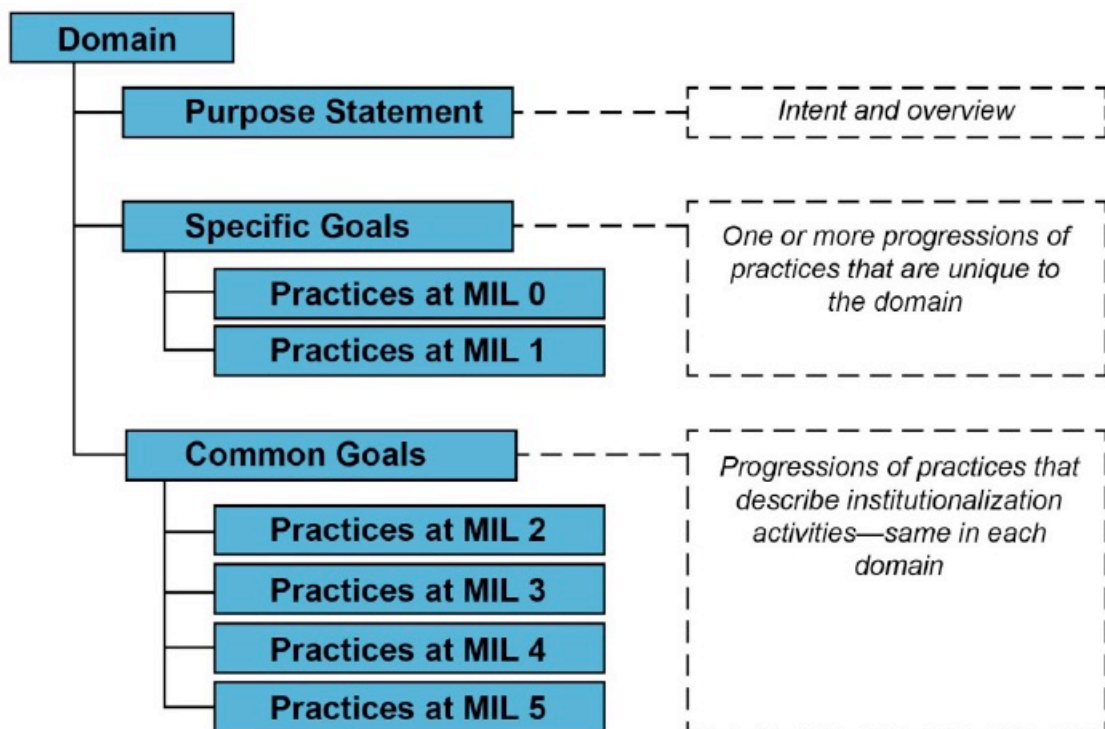 Domain
Purpose Statement
Intent and overview
Specific Goals
One or more progressions of
practices that are unique to
the domain
Practices at MIL 0
Practices at MIL 1
Common Goals
Progressions of practices that
describe institutionalization
activities—same in each
domain
Practices at MIL 2
Practices at MIL 3
Practices at MIL 4
Practices at MIL 5